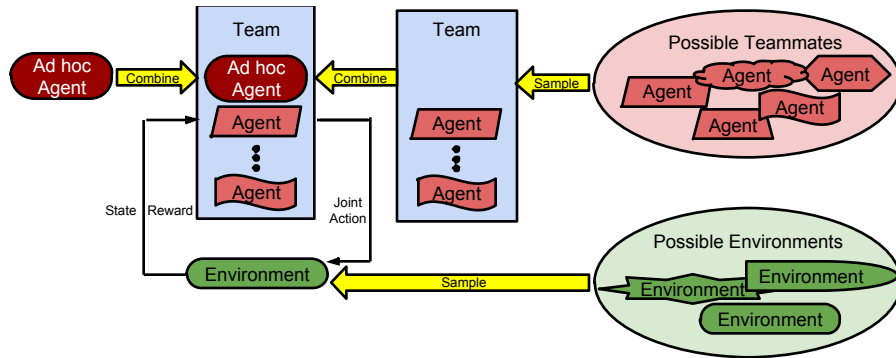 Team
Team
Possible Teammates
Ad hoc
Agent
Combine
Ad hoc
Agent
Combine
Sample
Agent
Agent
Agent
Agent
Agent
Agent
Agent
Agent
Agent
State
Reward
Joint
Action
Possible Environments
Environment
Sample
Environment
Environment
Environment